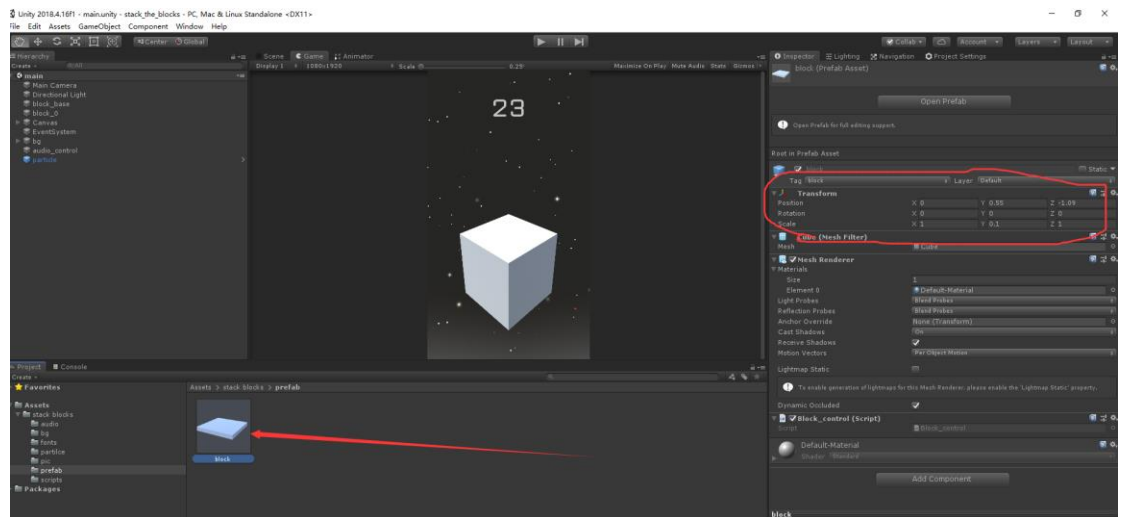 Unity 2018.4.16f1 - main.unity - stack_the_blocks - PC, Mac & Linux Standalone <DX11>
File Edit Assets GameObject Component Window Help
Center Global
Collab Account Layers Layout
Hierarchy
Create
main
Main Camera
Directional Light
block_base
block_0
Canvas
EventSystem
bg
audio_control
particle
Scene Game Animator
Display 1 1080x1920 Scale 0.29 Maximize On Play Mute Audio Stats Gizmos
23
Inspector Lighting Navigation Project Settings
block (Prefab Asset)
Open Prefab
Open Prefab for full editing support.
Root in Prefab Asset
block Static
Tag block Layer Default
Transform
Position X 0 Y 0.55 Z -1.09
Rotation X 0 Y 0 Z 0
Scale X 1 Y 0.1 Z 1
Cube (Mesh Filter)
Mesh Cube
Mesh Renderer
Materials
Size 1
Element 0 Default-Material
Light Probes Blend Probes
Reflection Probes Blend Probes
Anchor Override None (Transform)
Cast Shadows On
Receive Shadows
Motion Vectors Per Object Motion
Lightmap Static
To enable generation of lightmaps for this Mesh Renderer, please enable the 'Lightmap Static' property.
Dynamic Occluded
Block_control (Script)
Script Block_control
Default-Material
Shader Standard
Add Component
block
Project Console
Create
Favorites
Assets
stack blocks
audio
bg
fonts
partilce
pic
prefab
scripts
Packages
Assets > stack blocks > prefab
block